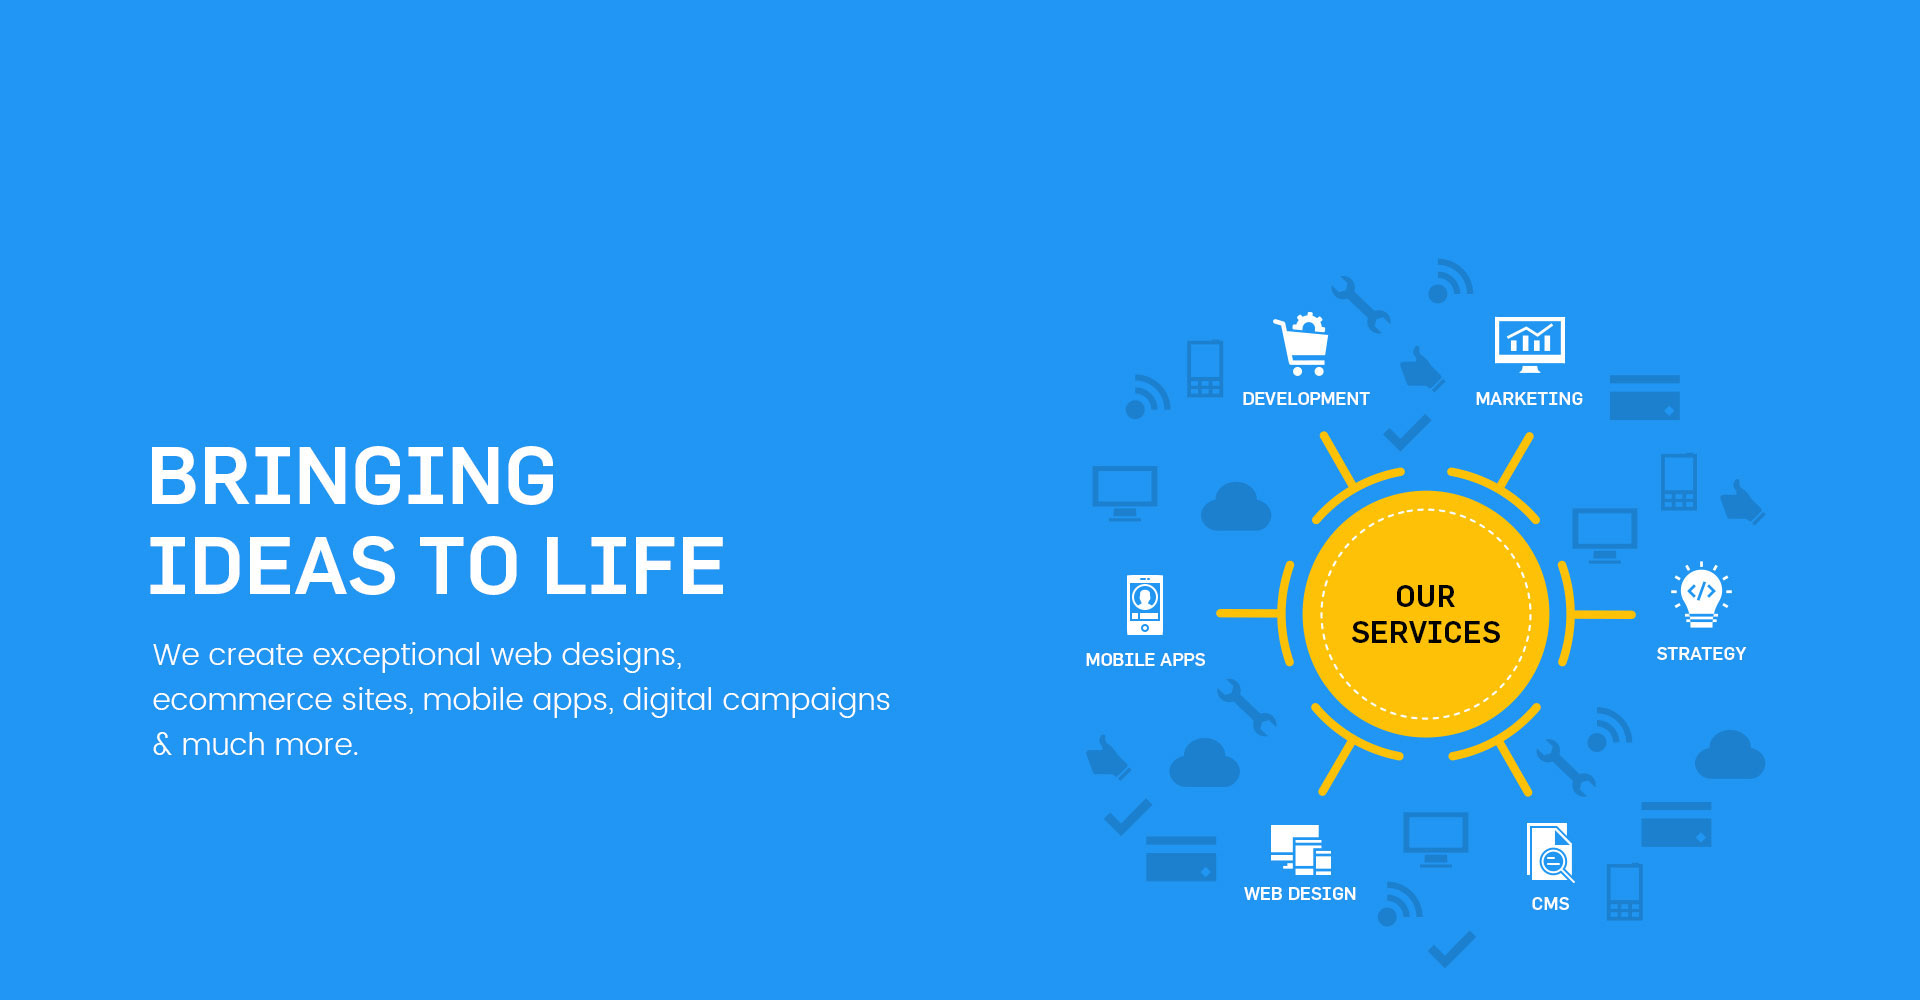 BRINGING
IDEAS TO LIFE
We create exceptional web designs,
ecommerce sites, mobile apps, digital campaigns
& much more.
DEVELOPMENT
MARKETING
OUR
SERVICES
MOBILE APPS
STRATEGY
WEB DESIGN
CMS